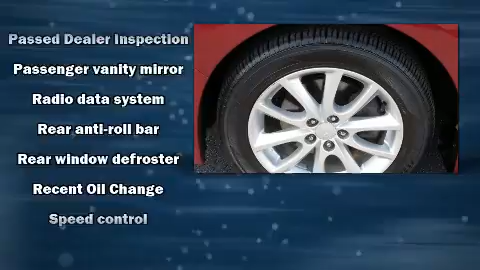 Passed Dealer Inspection
Passenger vanity mirror
Radio data system
Rear anti-roll bar
Rear window defroster
Recent Oil Change
Speed control